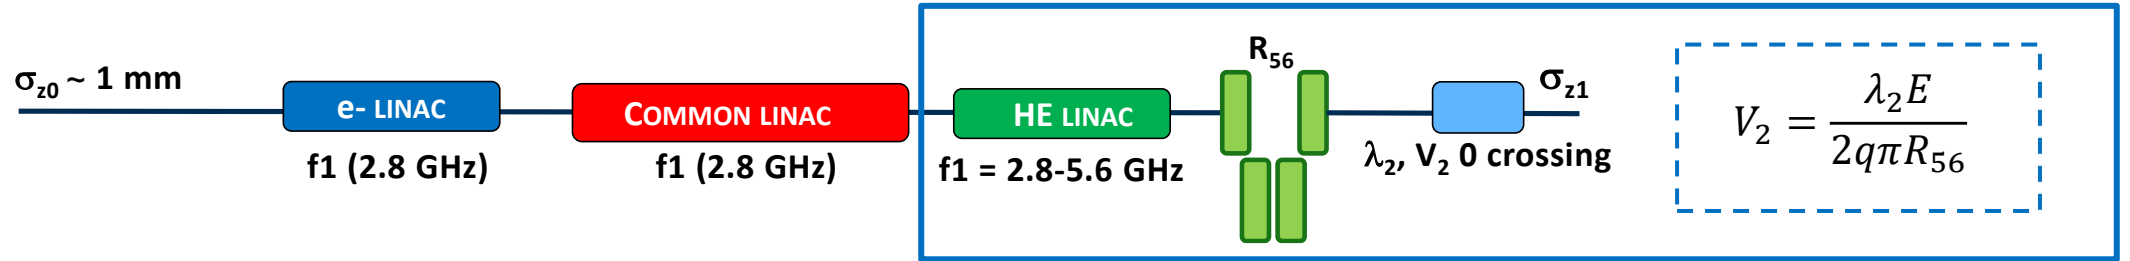 σz0 ~ 1 mm
e- LINAC
f1 (2.8 GHz)
COMMON LINAC
f1 (2.8 GHz)
HE LINAC
f1 = 2.8-5.6 GHz
R56
λ2, V2 0 crossing
σz1
V2 = λ2E / 2qπR56